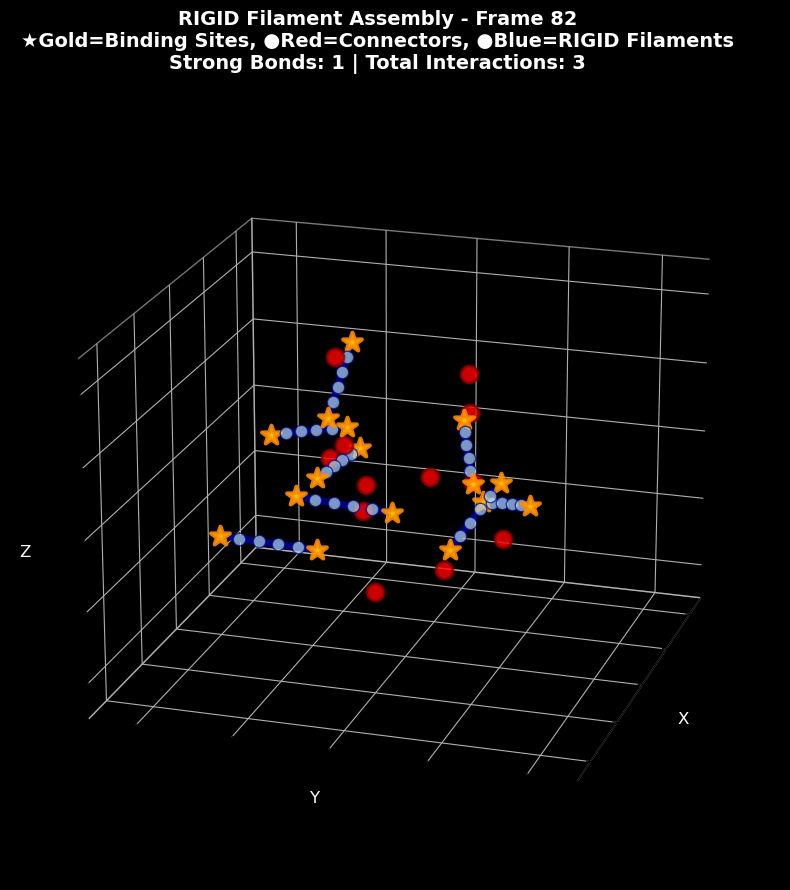 RIGID Filament Assembly - Frame 82
★Gold=Binding Sites, ●Red=Connectors, ●Blue=RIGID Filaments
Strong Bonds: 1 | Total Interactions: 3
Z
X
Y